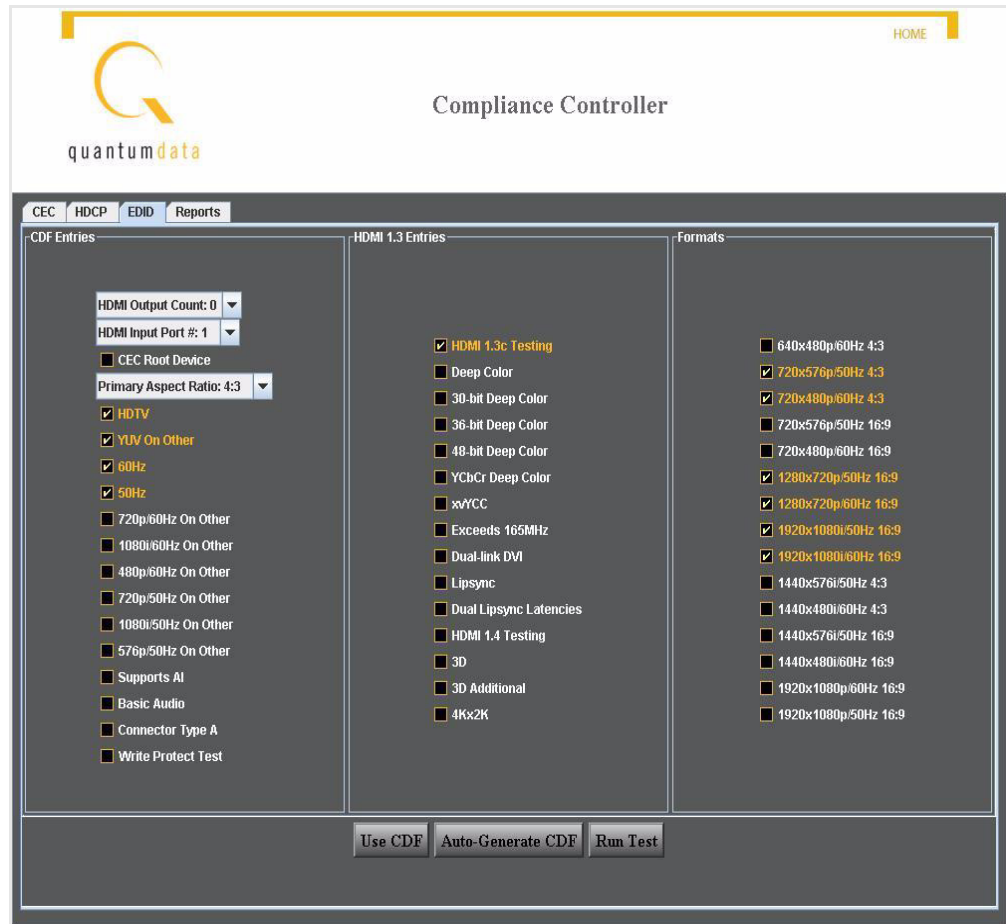 HOME
Compliance Controller
quantumdata
CEC
HDCP
EDID
Reports
CDF Entries
HDMI Output Count: 0
HDMI Input Port #: 1
CEC Root Device
Primary Aspect Ratio: 4:3
HDTV
YUV On Other
60Hz
50Hz
720p/60Hz On Other
1080i/60Hz On Other
480p/60Hz On Other
720p/50Hz On Other
1080i/50Hz On Other
576p/50Hz On Other
Supports AI
Basic Audio
Connector Type A
Write Protect Test
HDMI 1.3 Entries
HDMI 1.3c Testing
Deep Color
30-bit Deep Color
36-bit Deep Color
48-bit Deep Color
YCbCr Deep Color
xvYCC
Exceeds 165MHz
Dual-link DVI
Lipsync
Dual Lipsync Latencies
HDMI 1.4 Testing
3D
3D Additional
4Kx2K
Formats
640x480p/60Hz 4:3
720x576p/50Hz 4:3
720x480p/60Hz 4:3
720x576p/50Hz 16:9
720x480p/60Hz 16:9
1280x720p/50Hz 16:9
1280x720p/60Hz 16:9
1920x1080i/50Hz 16:9
1920x1080i/60Hz 16:9
1440x576i/50Hz 4:3
1440x480i/60Hz 4:3
1440x576i/50Hz 16:9
1440x480i/60Hz 16:9
1920x1080p/60Hz 16:9
1920x1080p/50Hz 16:9
Use CDF
Auto-Generate CDF
Run Test